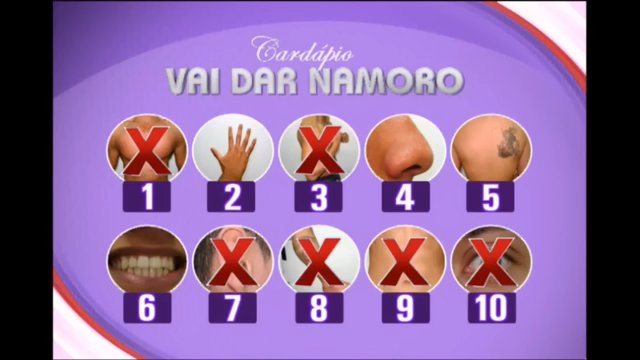 Cardápio
VAI DAR NAMORO
X X
1 2 3 4 5
X X X X
6 7 8 9 10